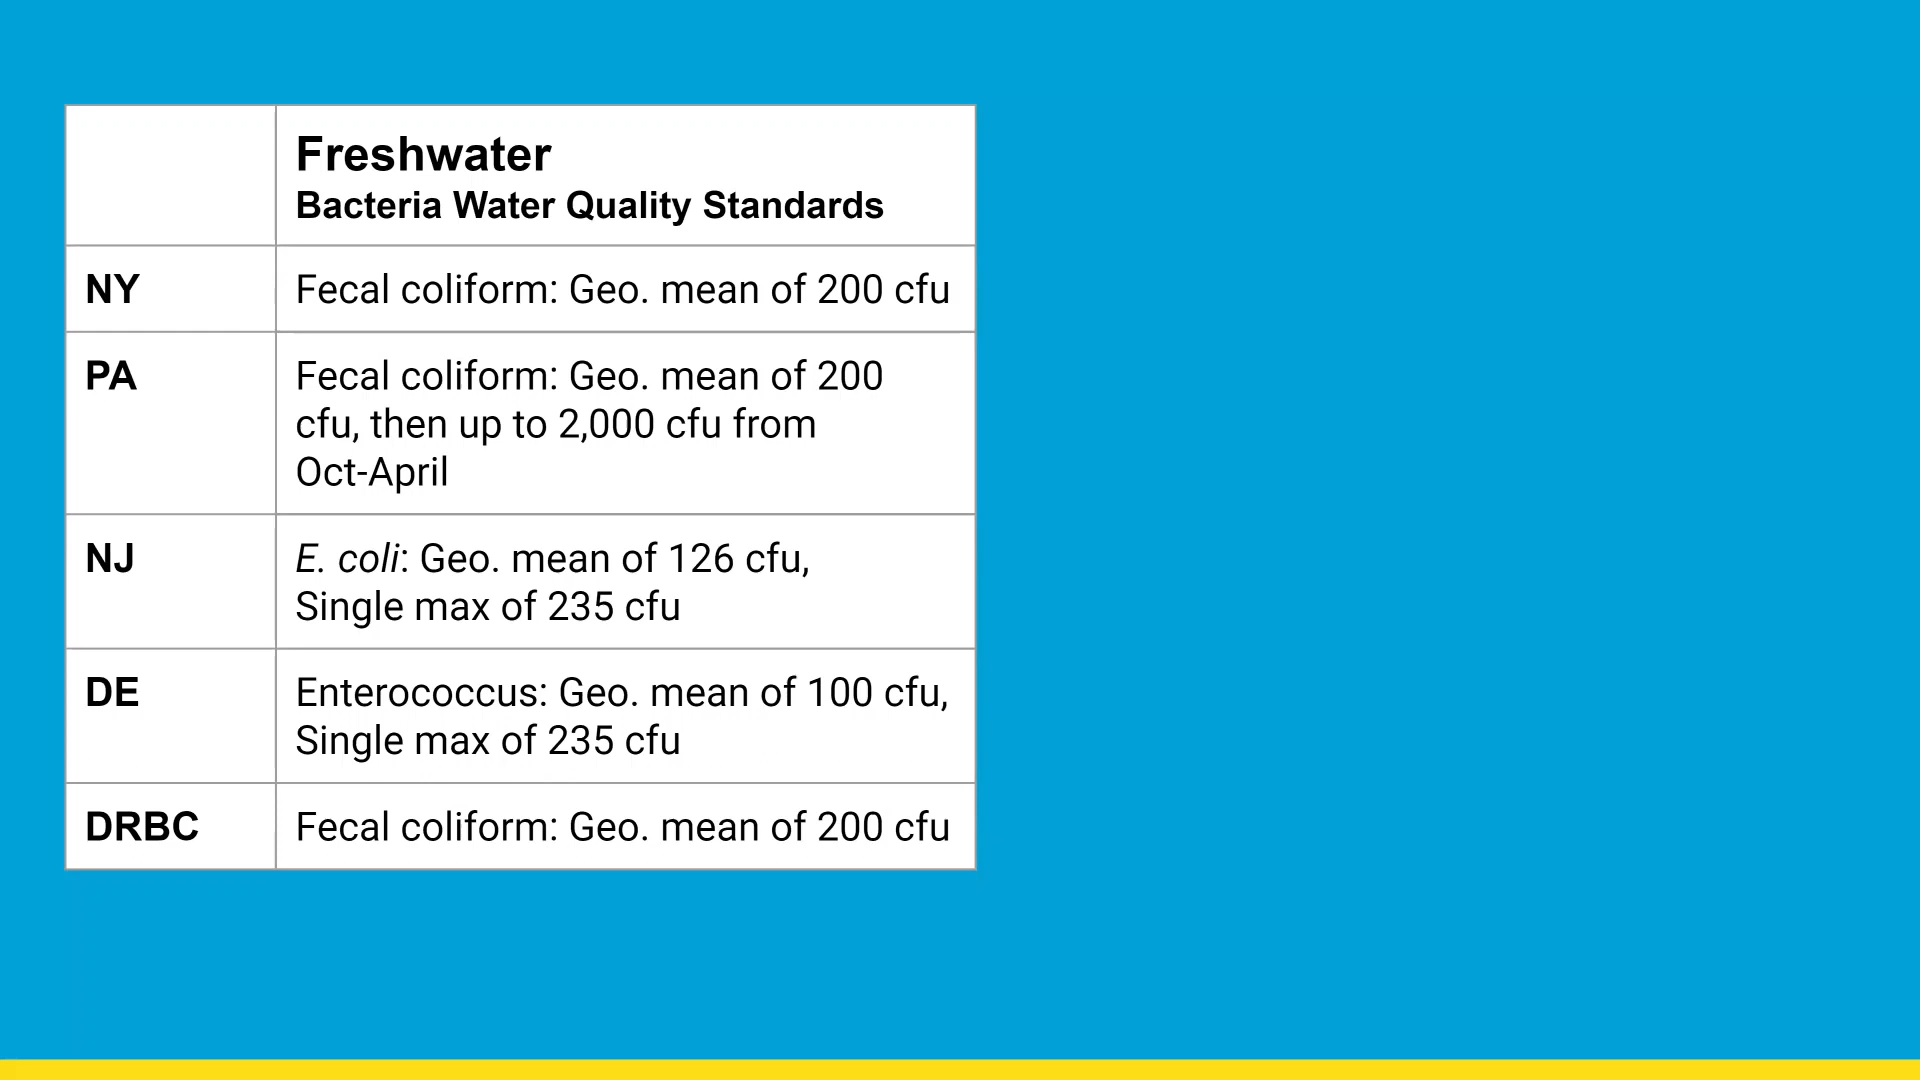 Freshwater
Bacteria Water Quality Standards
NY
Fecal coliform: Geo. mean of 200 cfu
PA
Fecal coliform: Geo. mean of 200
cfu, then up to 2,000 cfu from
Oct-April
NJ
E. coli: Geo. mean of 126 cfu,
Single max of 235 cfu
DE
Enterococcus: Geo. mean of 100 cfu,
Single max of 235 cfu
DRBC
Fecal coliform: Geo. mean of 200 cfu